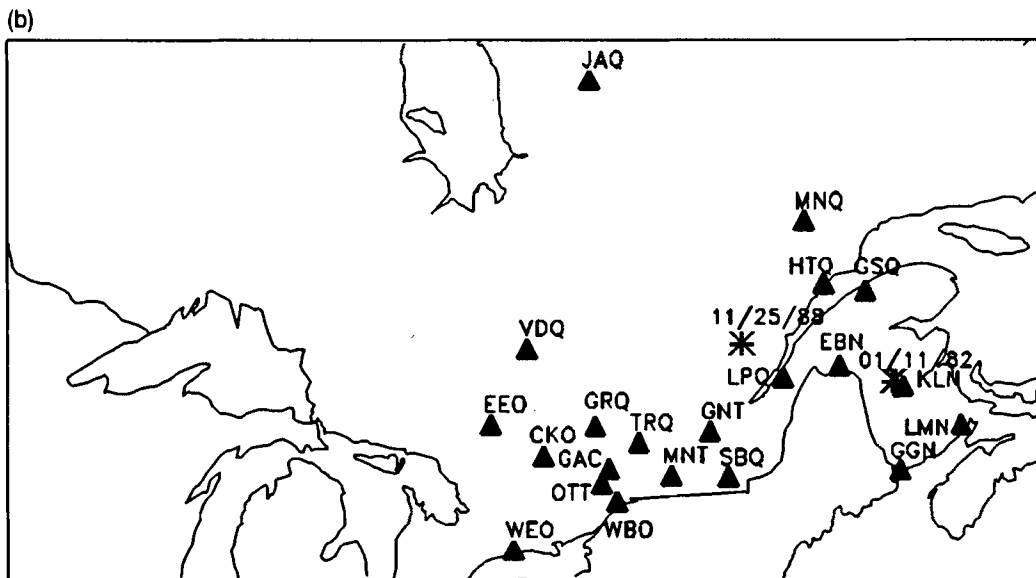 (b)
JAQ
MNQ
HTQ GSQ
11/25/88
VDQ
EBN
01/11/82
LPQ
KLN
EEO
GRQ
TRQ
GNT
LMN
CKO
GAC
MNT
SBQ
GGN
OTT
WBO
WEO